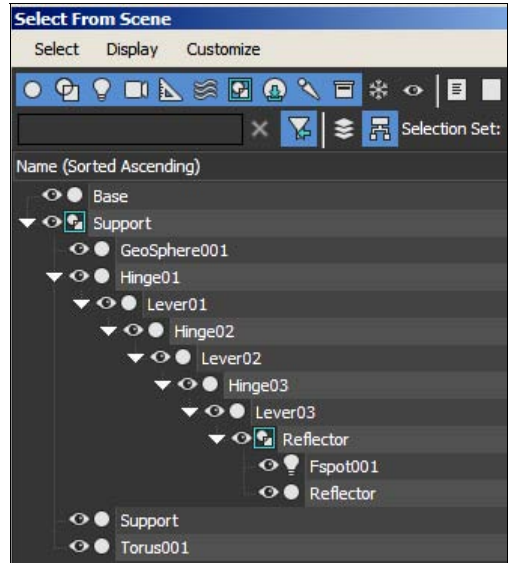 Select From Scene
Select Display Customize
Selection Set:
Name (Sorted Ascending)
Base
Support
GeoSphere001
Hinge01
Lever01
Hinge02
Lever02
Hinge03
Lever03
Reflector
Fspot001
Reflector
Support
Torus001